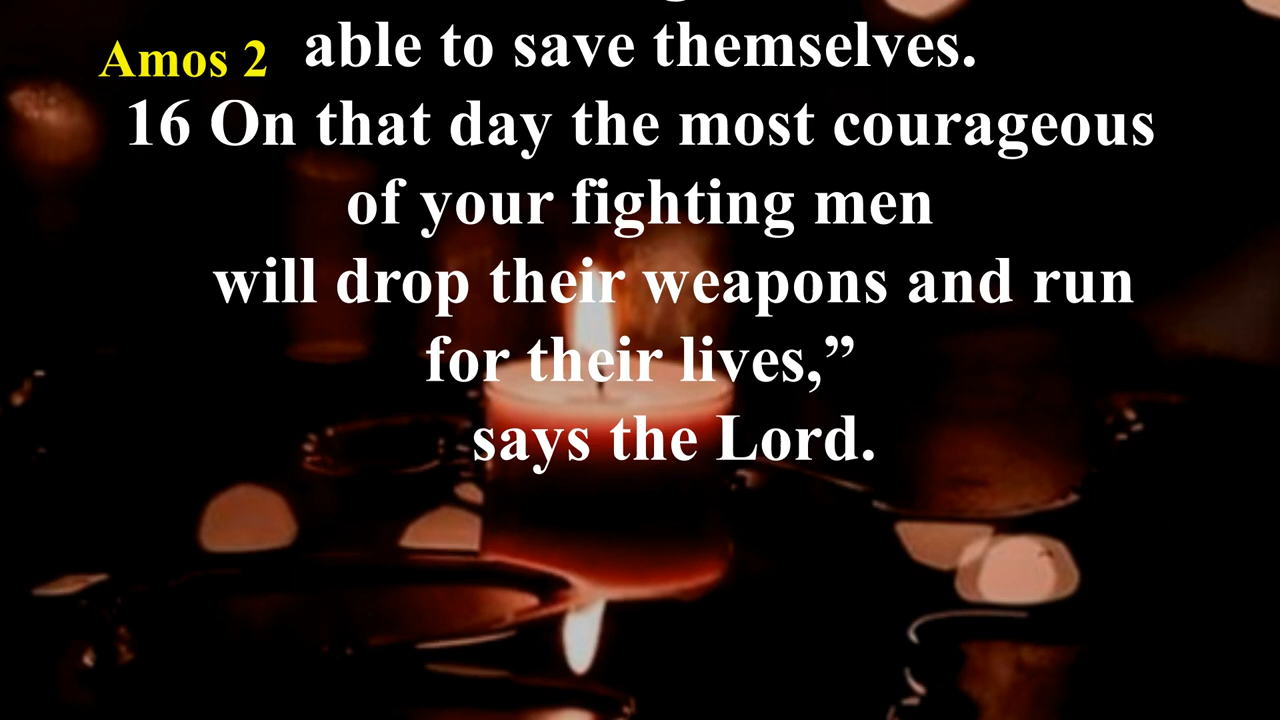 Amos 2
able to save themselves.
16 On that day the most courageous
of your fighting men
will drop their weapons and run
for their lives,”
says the Lord.